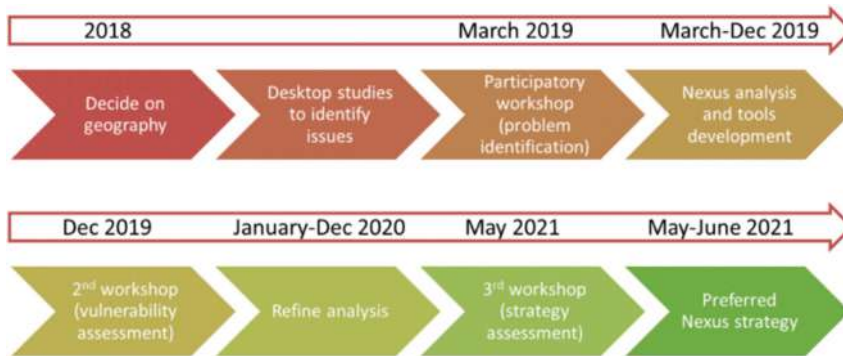 2018 March 2019 March-Dec 2019
Decide on
geography
Desktop studies
to identify
issues
Participatory
workshop
(problem
identification)
Nexus analysis
and tools
development
Dec 2019 January-Dec 2020 May 2021 May-June 2021
2nd workshop
(vulnerability
assessment)
Refine analysis
3rd workshop
(strategy
assessment)
Preferred
Nexus strategy